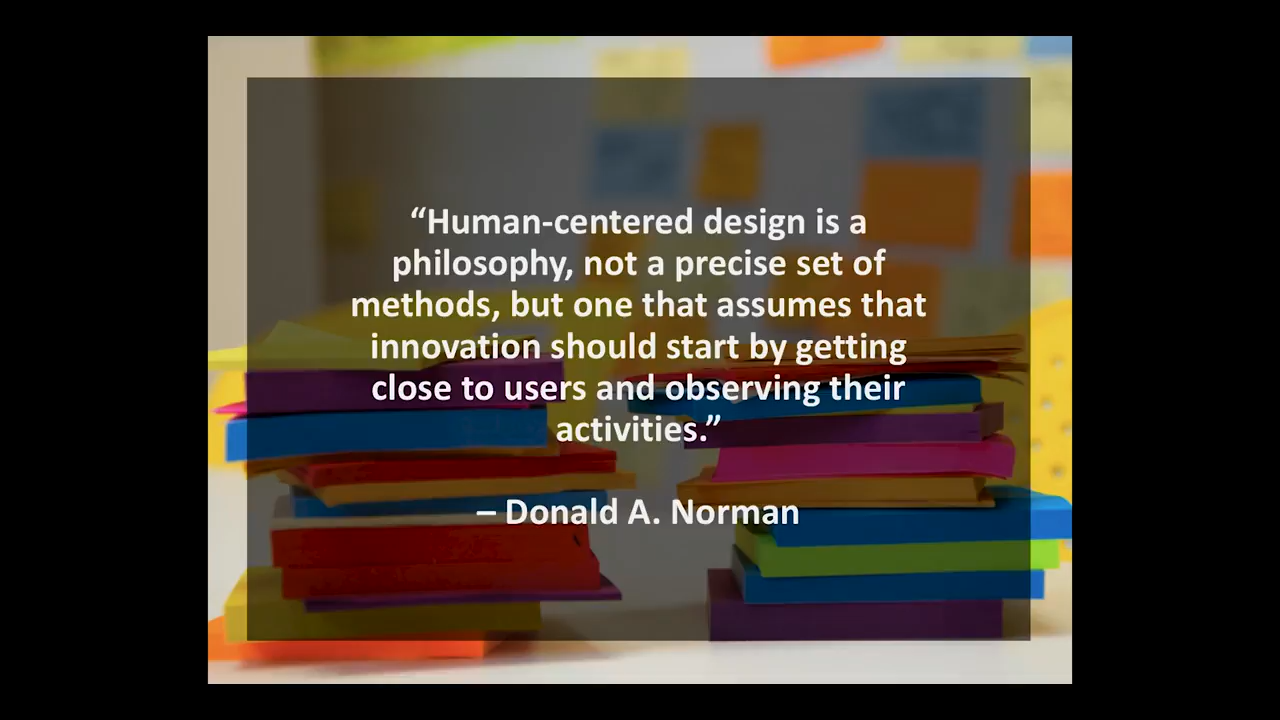 “Human-centered design is a
philosophy, not a precise set of
methods, but one that assumes that
innovation should start by getting
close to users and observing their
activities.”
– Donald A. Norman